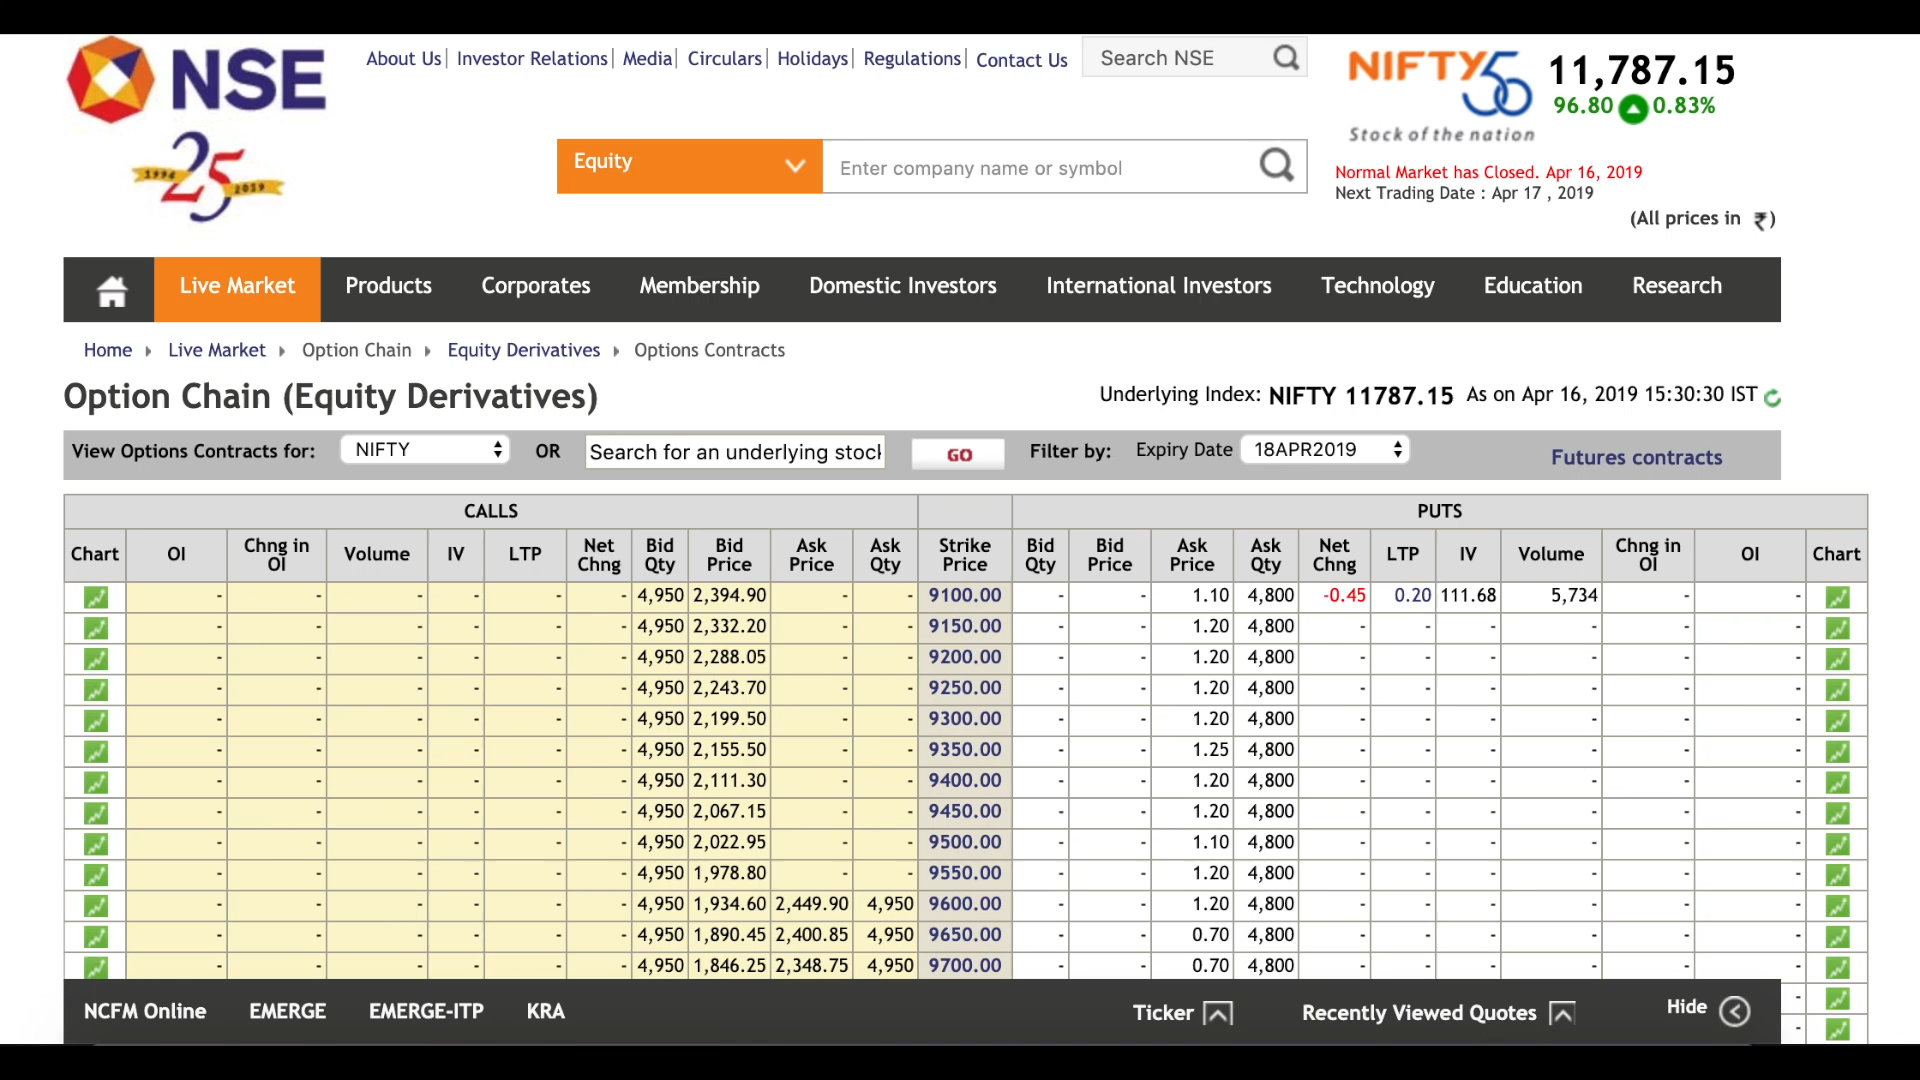 NSE
1994 25 2019
About Us Investor Relations Media Circulars Holidays Regulations Contact Us
Search NSE
NIFTY50
Stock of the nation
11,787.15
96.80 0.83%
Equity
Enter company name or symbol
Normal Market has Closed. Apr 16, 2019
Next Trading Date : Apr 17 , 2019
(All prices in ₹)
Live Market Products Corporates Membership Domestic Investors International Investors Technology Education Research
Home Live Market Option Chain Equity Derivatives Options Contracts
Option Chain (Equity Derivatives)
Underlying Index: NIFTY 11787.15 As on Apr 16, 2019 15:30:30 IST
View Options Contracts for: NIFTY OR Search for an underlying stock GO Filter by: Expiry Date 18APR2019 Futures contracts
CALLS PUTS
Chart OI Chng in OI Volume IV LTP Net Chng Bid Qty Bid Price Ask Price Ask Qty Strike Price Bid Qty Bid Price Ask Price Ask Qty Net Chng LTP IV Volume Chng in OI OI Chart
- - - - - - 4,950 2,394.90 - - 9100.00 - - 1.10 4,800 -0.45 0.20 111.68 5,734 - -
- - - - - - 4,950 2,332.20 - - 9150.00 - - 1.20 4,800 - - - - - -
- - - - - - 4,950 2,288.05 - - 9200.00 - - 1.20 4,800 - - - - - -
- - - - - - 4,950 2,243.70 - - 9250.00 - - 1.20 4,800 - - - - - -
- - - - - - 4,950 2,199.50 - - 9300.00 - - 1.20 4,800 - - - - - -
- - - - - - 4,950 2,155.50 - - 9350.00 - - 1.25 4,800 - - - - - -
- - - - - - 4,950 2,111.30 - - 9400.00 - - 1.20 4,800 - - - - - -
- - - - - - 4,950 2,067.15 - - 9450.00 - - 1.20 4,800 - - - - - -
- - - - - - 4,950 2,022.95 - - 9500.00 - - 1.10 4,800 - - - - - -
- - - - - - 4,950 1,978.80 - - 9550.00 - - 1.20 4,800 - - - - - -
- - - - - - 4,950 1,934.60 2,449.90 4,950 9600.00 - - 1.20 4,800 - - - - - -
- - - - - - 4,950 1,890.45 2,400.85 4,950 9650.00 - - 0.70 4,800 - - - - - -
- - - - - - 4,950 1,846.25 2,348.75 4,950 9700.00 - - 0.70 4,800 - - - - - -
NCFM Online EMERGE EMERGE-ITP KRA Ticker Recently Viewed Quotes Hide